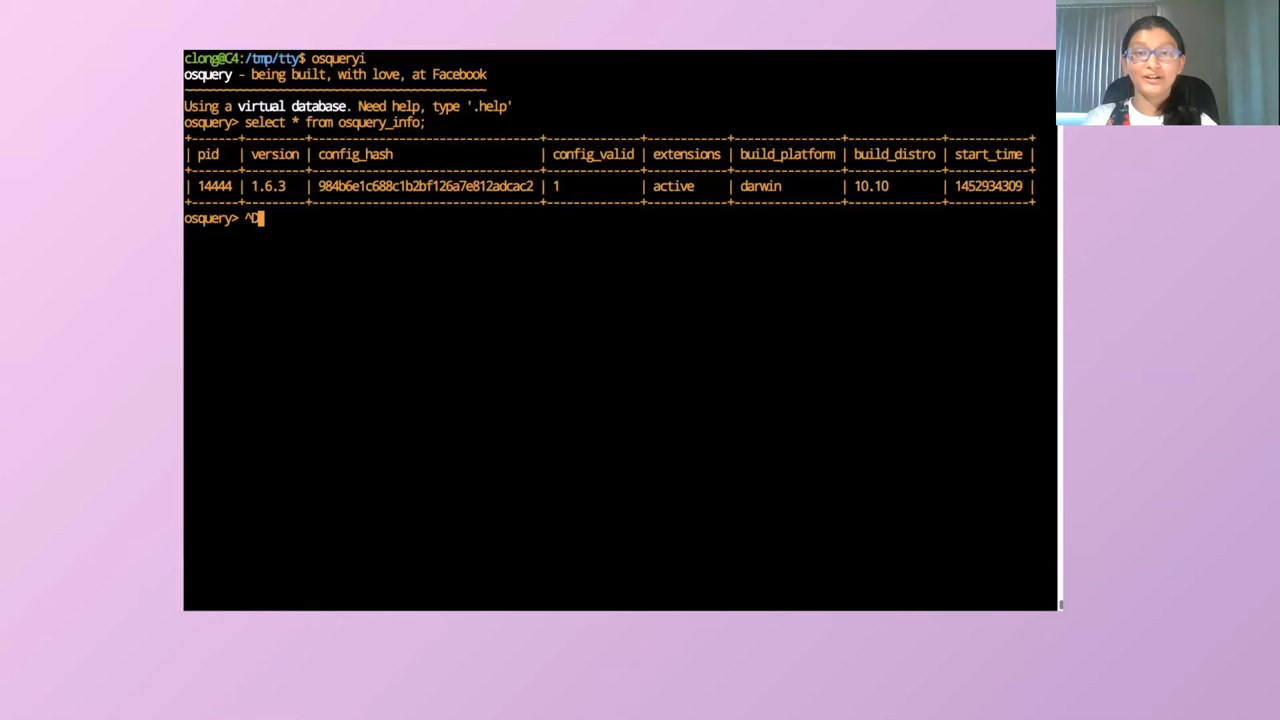 clong@C4:/tmp/tty$ osqueryi
osquery - being built, with love, at Facebook
~~~~~~~~~~~~~~~~~~~~~~~~~~~~~~~~~~~~~~~~~~~~~
Using a virtual database. Need help, type '.help'
osquery> select * from osquery_info;
+-------+---------+----------------------------------+--------------+------------+----------------+--------------+------------+
| pid | version | config_hash | config_valid | extensions | build_platform | build_distro | start_time |
+-------+---------+----------------------------------+--------------+------------+----------------+--------------+------------+
| 14444 | 1.6.3 | 984b6e1c688c1b2bf126a7e812adcac2 | 1 | active | darwin | 10.10 | 1452934309 |
+-------+---------+----------------------------------+--------------+------------+----------------+--------------+------------+
osquery> ^D